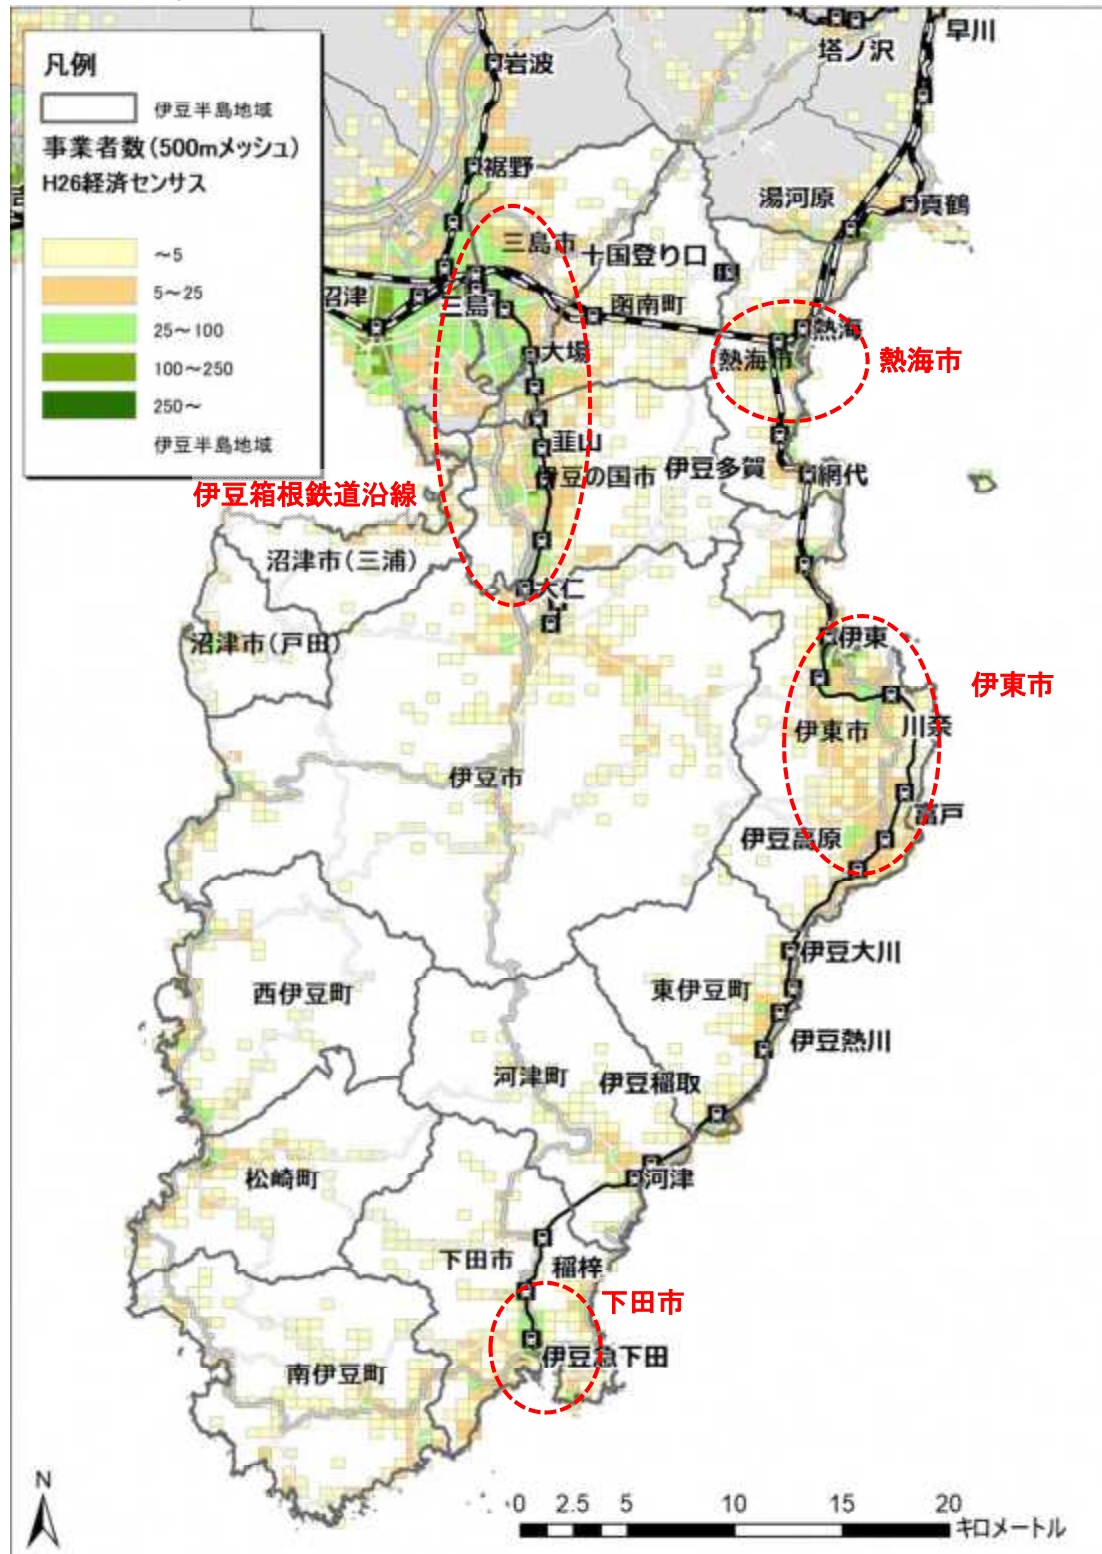 凡例
伊豆半島地域
事業者数(500mメッシュ)
H26経済センサス
～5
5～25
25～100
100～250
250～
伊豆半島地域
早川
塔ノ沢
岩波
裾野
湯河原
真鶴
三島市
十国登り口
沼津
三島
函南町
熱海
大場
熱海市
熱海市
韮山
伊豆の国市
伊豆多賀
網代
伊豆箱根鉄道沿線
沼津市(三浦)
大仁
沼津市(戸田)
伊東
伊東市
伊東市
川奈
伊豆市
富戸
伊豆高原
伊豆大川
西伊豆町
東伊豆町
伊豆熱川
河津町
伊豆稲取
松崎町
河津
下田市
稲梓
下田市
伊豆急下田
南伊豆町
N
0 2.5 5 10 15 20
キロメートル